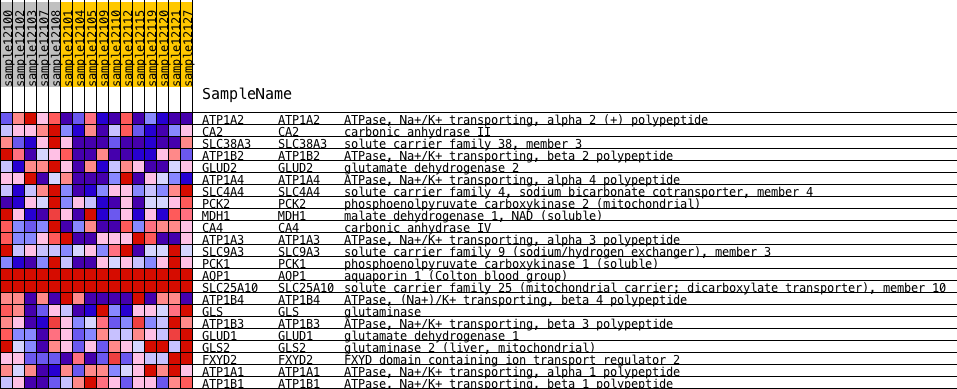 sample12100
sample12102
sample12103
sample12107
sample12108
sample12101
sample12104
sample12105
sample12109
sample12110
sample12112
sample12115
sample12119
sample12120
sample12121
sample12127
SampleName
ATP1A2 ATP1A2 ATPase, Na+/K+ transporting, alpha 2 (+) polypeptide
CA2 CA2 carbonic anhydrase II
SLC38A3 SLC38A3 solute carrier family 38, member 3
ATP1B2 ATP1B2 ATPase, Na+/K+ transporting, beta 2 polypeptide
GLUD2 GLUD2 glutamate dehydrogenase 2
ATP1A4 ATP1A4 ATPase, Na+/K+ transporting, alpha 4 polypeptide
SLC4A4 SLC4A4 solute carrier family 4, sodium bicarbonate cotransporter, member 4
PCK2 PCK2 phosphoenolpyruvate carboxykinase 2 (mitochondrial)
MDH1 MDH1 malate dehydrogenase 1, NAD (soluble)
CA4 CA4 carbonic anhydrase IV
ATP1A3 ATP1A3 ATPase, Na+/K+ transporting, alpha 3 polypeptide
SLC9A3 SLC9A3 solute carrier family 9 (sodium/hydrogen exchanger), member 3
PCK1 PCK1 phosphoenolpyruvate carboxykinase 1 (soluble)
AQP1 AQP1 aquaporin 1 (Colton blood group)
SLC25A10 SLC25A10 solute carrier family 25 (mitochondrial carrier; dicarboxylate transporter), member 10
ATP1B4 ATP1B4 ATPase, (Na+)/K+ transporting, beta 4 polypeptide
GLS GLS glutaminase
ATP1B3 ATP1B3 ATPase, Na+/K+ transporting, beta 3 polypeptide
GLUD1 GLUD1 glutamate dehydrogenase 1
GLS2 GLS2 glutaminase 2 (liver, mitochondrial)
FXYD2 FXYD2 FXYD domain containing ion transport regulator 2
ATP1A1 ATP1A1 ATPase, Na+/K+ transporting, alpha 1 polypeptide
ATP1B1 ATP1B1 ATPase, Na+/K+ transporting, beta 1 polypeptide